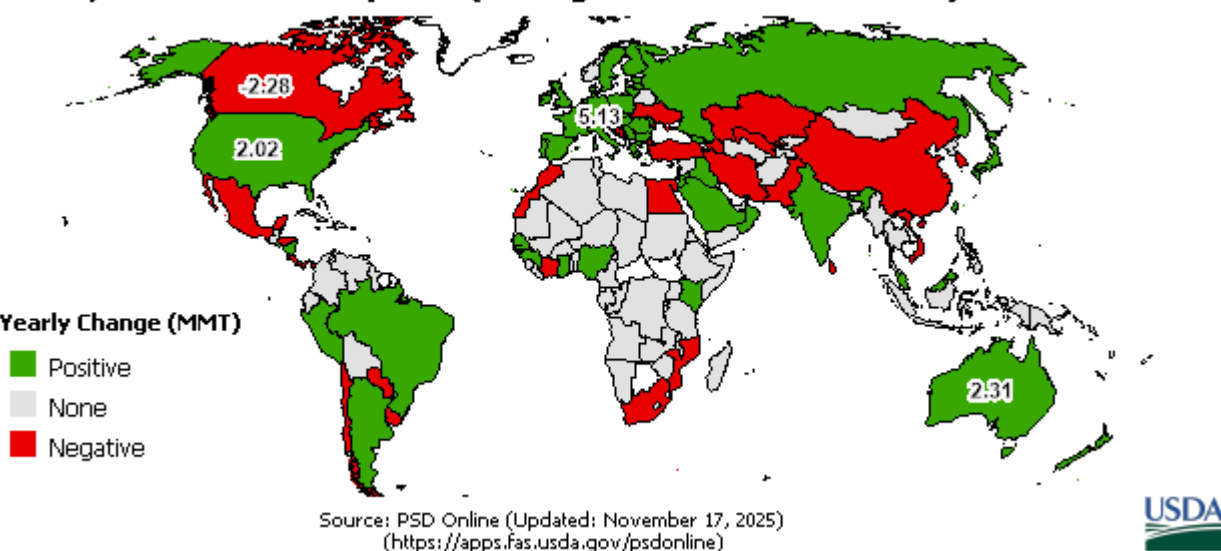 -2.28
2.02
5.13
2.31
Yearly Change (MMT)
Positive
None
Negative
Source: PSD Online (Updated: November 17, 2025)
(https://apps.fas.usda.gov/psdonline)
USDA